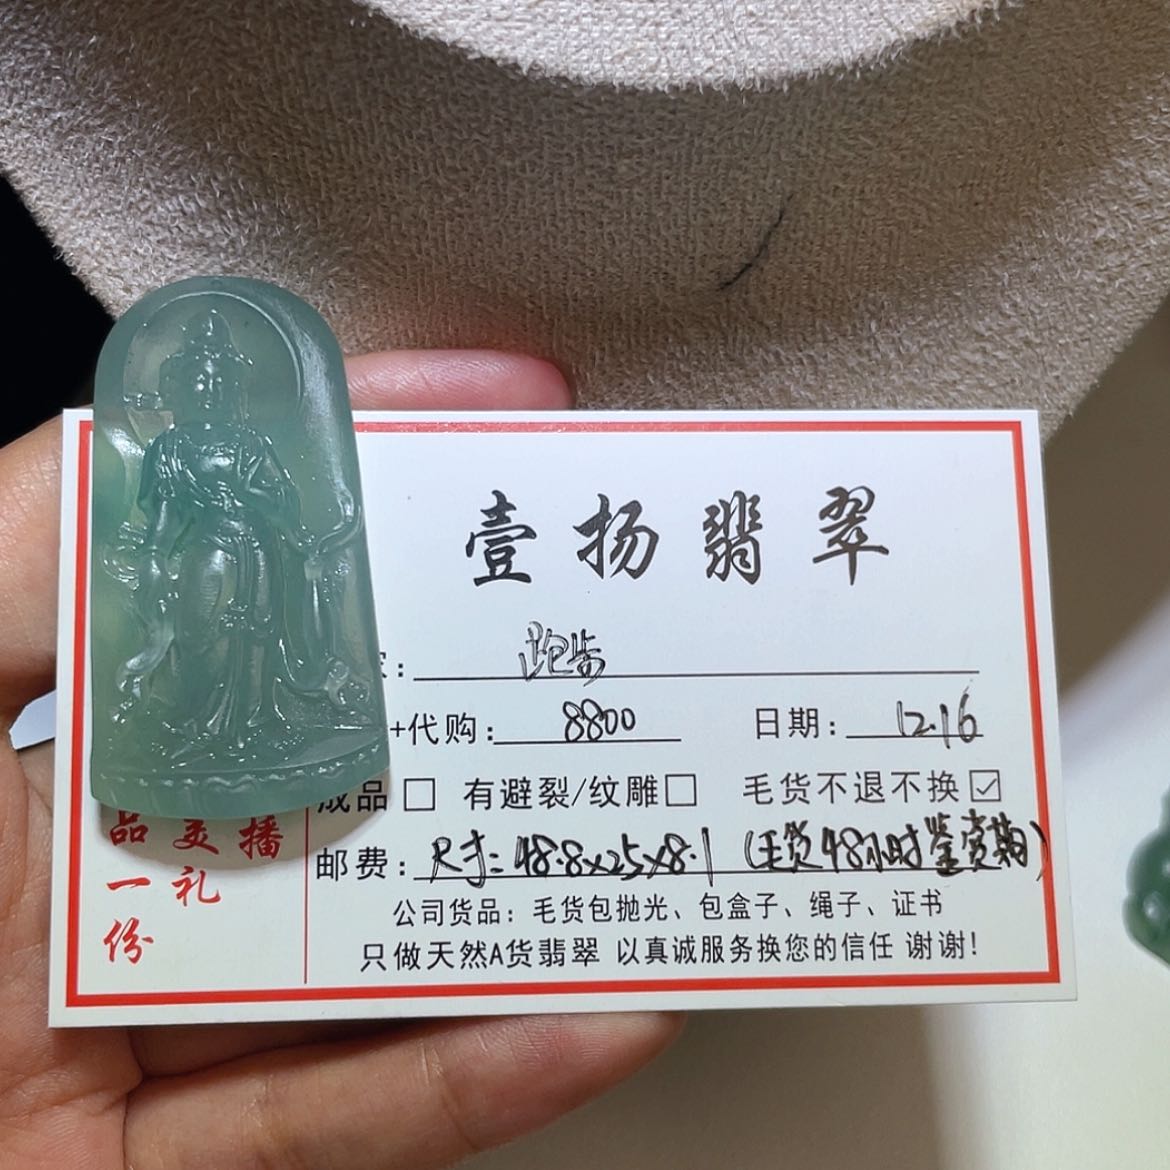 壹扬翡翠
家： 跑步
+代购： 8800 日期： 12.16
成品 □ 有避裂/纹雕 □ 毛货不退不换 ☑
邮费： 尺寸：48.8x25x8.1 (毛货48小时鉴赏期)
公司货品：毛货包抛光、包盒子、绳子、证书
只做天然A货翡翠 以真诚服务换您的信任 谢谢!
播
礼
品一份